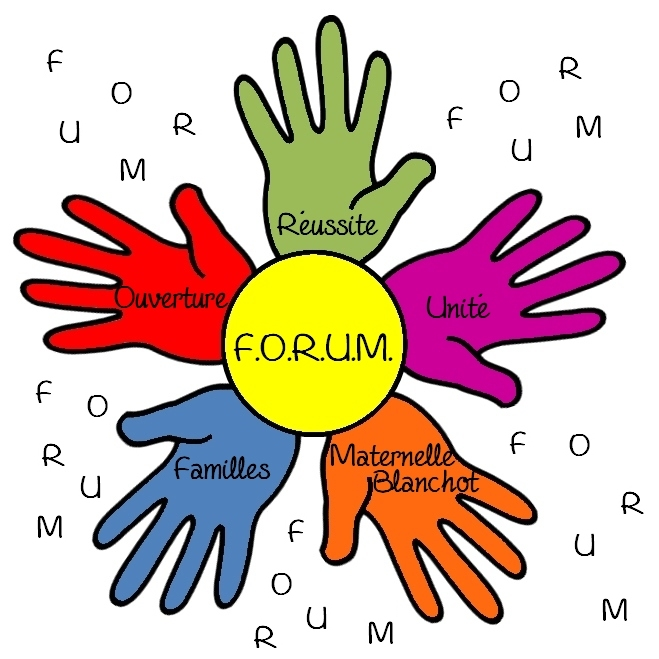 F O R U M
F O R U M
Réussite
Ouverture
Unité
F.O.R.U.M.
Familles
Maternelle
Blanchot
F O R U M
F O R U M
F O R U M